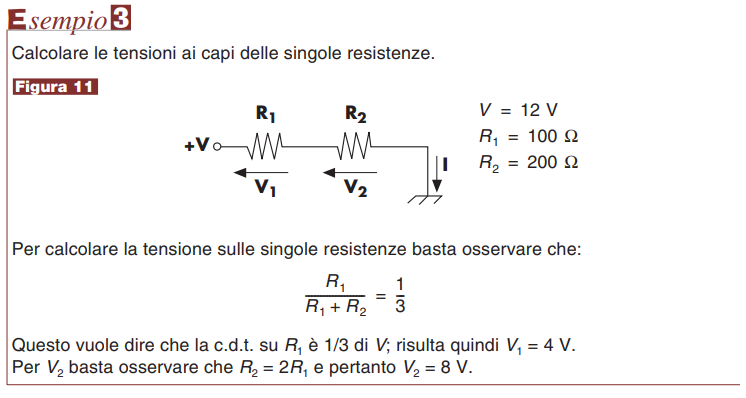 Esempio 3
Calcolare le tensioni ai capi delle singole resistenze.
Figura 11
R₁ R₂ V = 12 V
+V R₁ = 100 Ω
I R₂ = 200 Ω
V₁ V₂
Per calcolare la tensione sulle singole resistenze basta osservare che:
R₁ / (R₁ + R₂) = 1/3
Questo vuole dire che la c.d.t. su R₁ è 1/3 di V; risulta quindi V₁ = 4 V.
Per V₂ basta osservare che R₂ = 2R₁ e pertanto V₂ = 8 V.